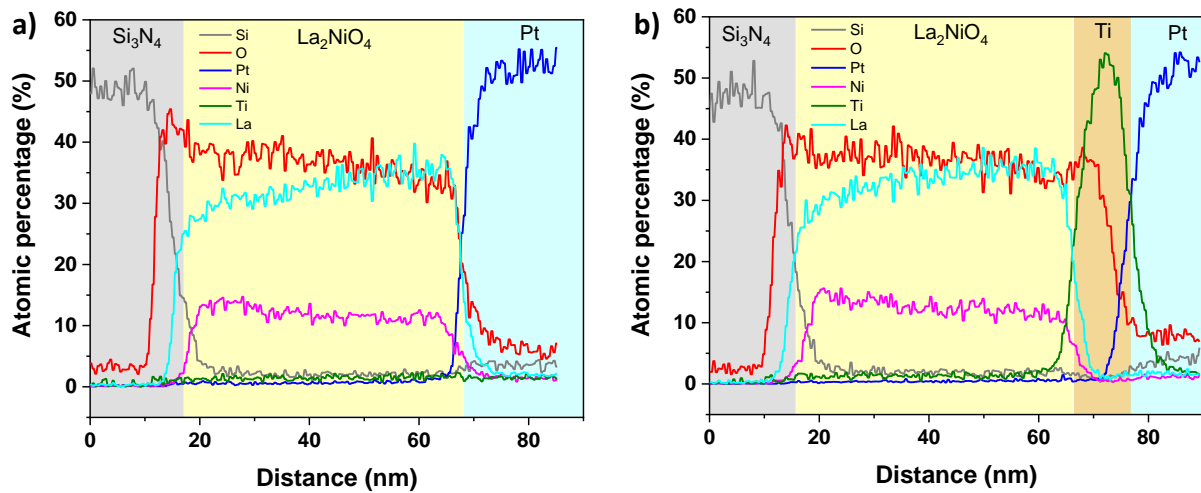 a)
Si₃N₄ La₂NiO₄ Pt
Si
O
Pt
Ni
Ti
La
60
50
40
30
20
10
0
Atomic percentage (%)
0 20 40 60 80
Distance (nm)
b)
Si₃N₄ La₂NiO₄ Ti Pt
Si
O
Pt
Ni
Ti
La
60
50
40
30
20
10
0
Atomic percentage (%)
0 20 40 60 80
Distance (nm)